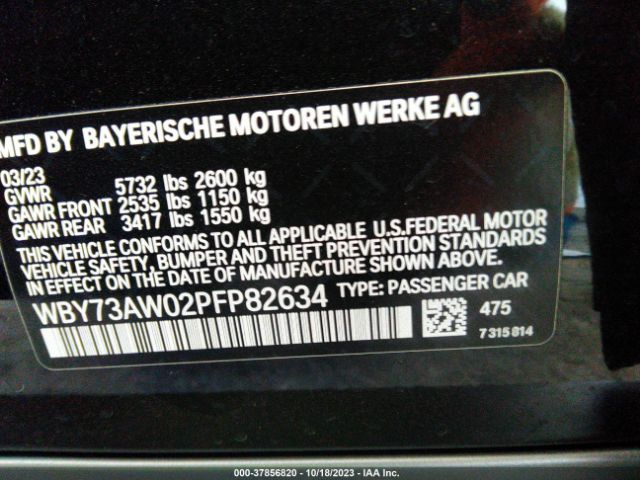 MFD BY BAYERISCHE MOTOREN WERKE AG
03/23
GVWR 5732 lbs 2600 kg
GAWR FRONT 2535 lbs 1150 kg
GAWR REAR 3417 lbs 1550 kg
THIS VEHICLE CONFORMS TO ALL APPLICABLE U.S.FEDERAL MOTOR
VEHICLE SAFETY, BUMPER AND THEFT PREVENTION STANDARDS
IN EFFECT ON THE DATE OF MANUFACTURE SHOWN ABOVE.
WBY73AW02PFP82634 TYPE: PASSENGER CAR
475
7315814
000-37856820 - 10/18/2023 - IAA Inc.